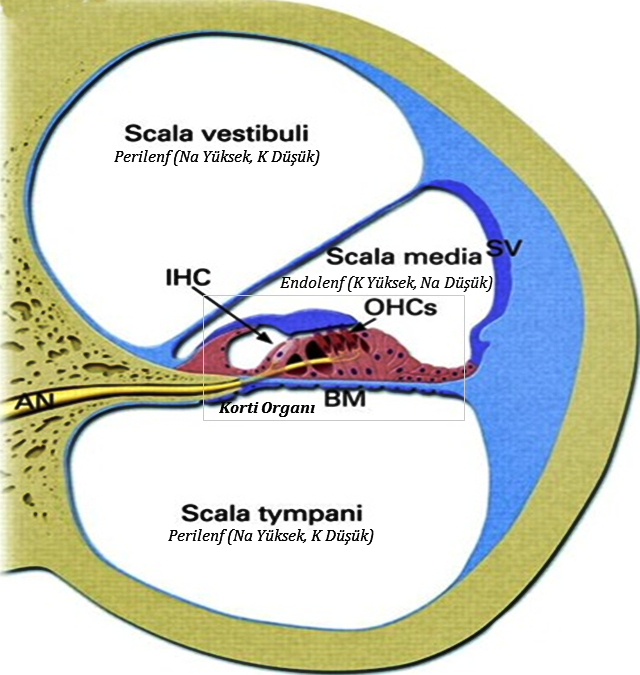 Scala vestibuli
Perilenf (Na Yüksek, K Düşük)
SV
Scala media
Endolenf (K Yüksek, Na Düşük)
IHC
OHCs
AN
Korti Organı
BM
Scala tympani
Perilenf (Na Yüksek, K Düşük)